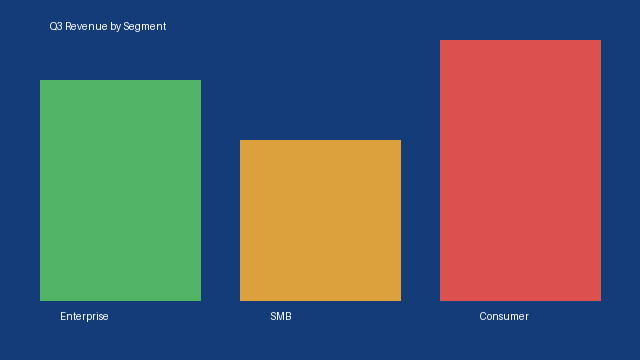 Q3 Revenue by Segment
Enterprise
SMB
Consumer